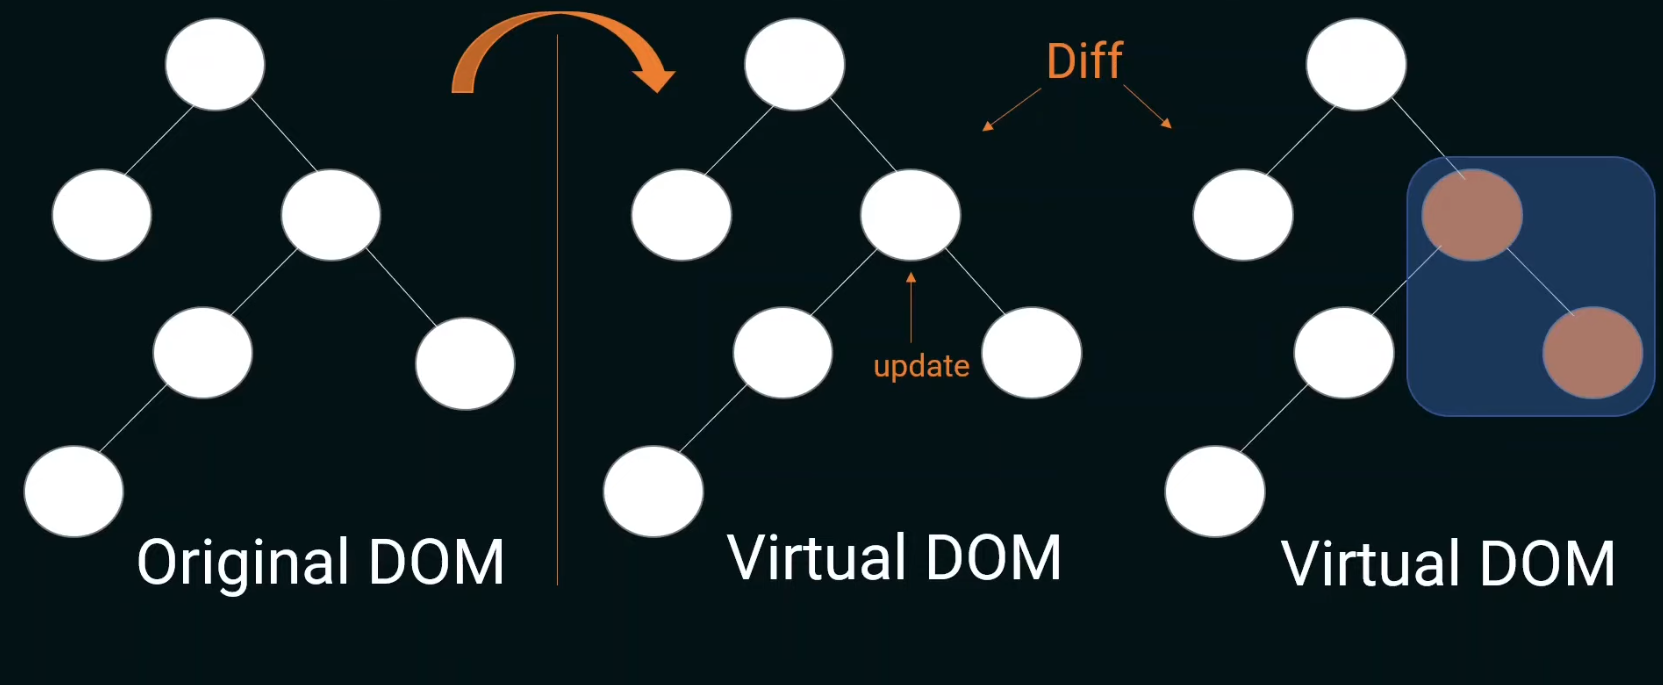 Diff
update
Original DOM
Virtual DOM
Virtual DOM